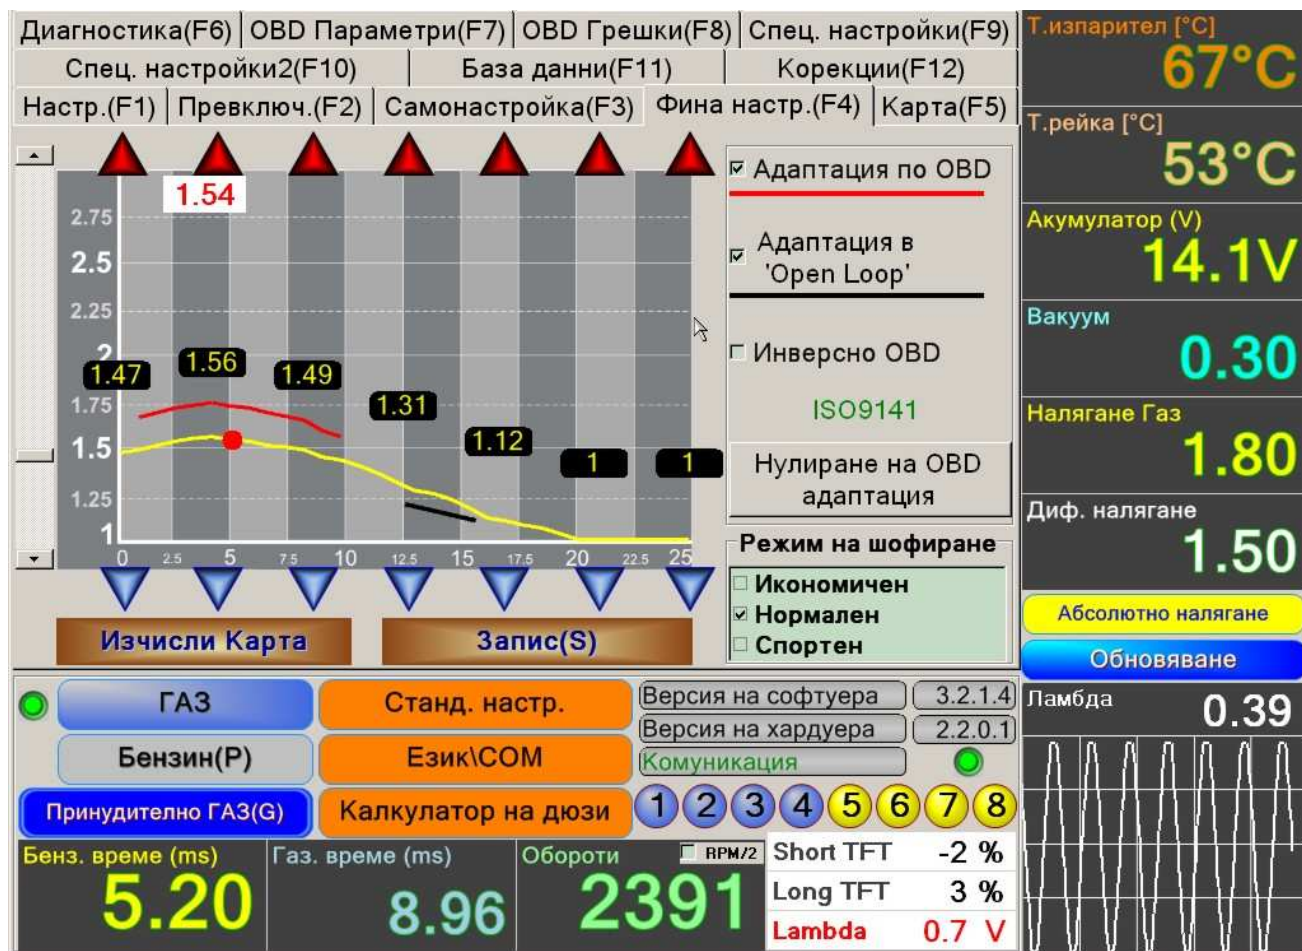 Диагностика(F6) OBD Параметри(F7) OBD Грешки(F8) Спец. настройки(F9)
Спец. настройки2(F10) База данни(F11) Корекции(F12)
Настр.(F1) Превключ.(F2) Самонастройка(F3) Фина настр.(F4) Карта(F5)
1.54
2.75
2.5
2.25
2
1.75
1.5
1.25
1
1.47 1.56 1.49 1.31 1.12 1 1
0 2.5 5 7.5 10 12.5 15 17.5 20 22.5 25
Изчисли Карта Запис(S)
Адаптация по OBD
Адаптация в
'Open Loop'
Инверсно OBD
ISO9141
Нулиране на OBD
адаптация
Режим на шофиране
Икономичен
Нормален
Спортен
Т.изпарител [°C]
67°C
Т.рейка [°C]
53°C
Акумулатор (V)
14.1V
Вакуум
0.30
Налягане Газ
1.80
Диф. налягане
1.50
Абсолютно налягане
Обновяване
Ламбда 0.39
ГАЗ Станд. настр. Версия на софтуера 3.2.1.4
Версия на хардуера 2.2.0.1
Бензин(P) Език\COM Комуникация
Принудително ГАЗ(G) Калкулатор на дюзи 1 2 3 4 5 6 7 8
Бенз. време (ms) Газ. време (ms) Обороти RPM/2
5.20 8.96 2391
Short TFT -2 %
Long TFT 3 %
Lambda 0.7 V